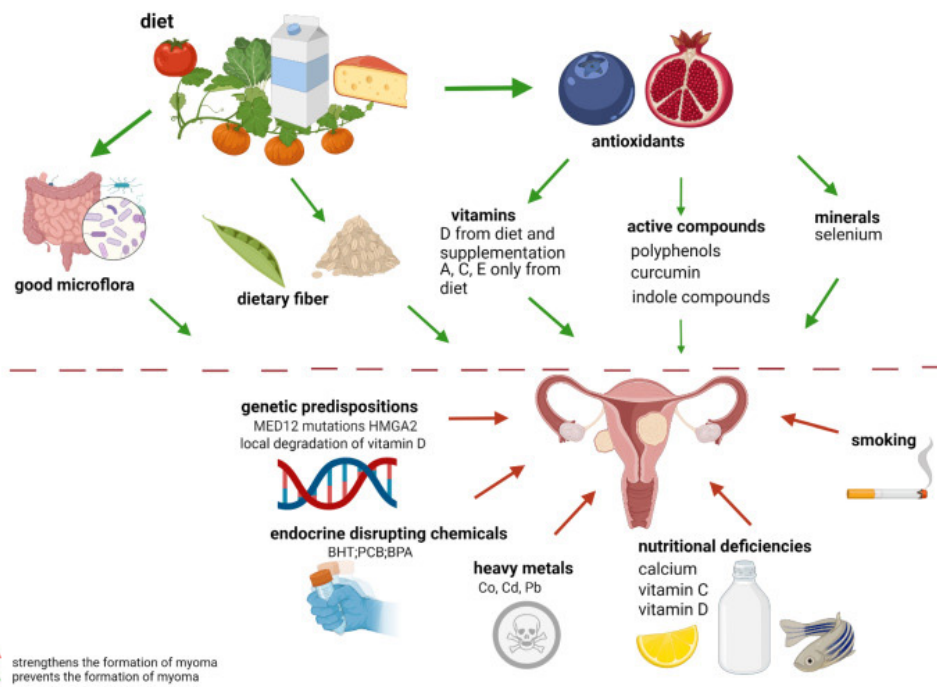 diet
antioxidants
good microflora
dietary fiber
vitamins
D from diet and
supplementation
A, C, E only from
diet
active compounds
polyphenols
curcumin
indole compounds
minerals
selenium
genetic predispositions
MED12 mutations HMGA2
local degradation of vitamin D
smoking
endocrine disrupting chemicals
BHT;PCB;BPA
heavy metals
Co, Cd, Pb
nutritional deficiencies
calcium
vitamin C
vitamin D
strengthens the formation of myoma
prevents the formation of myoma